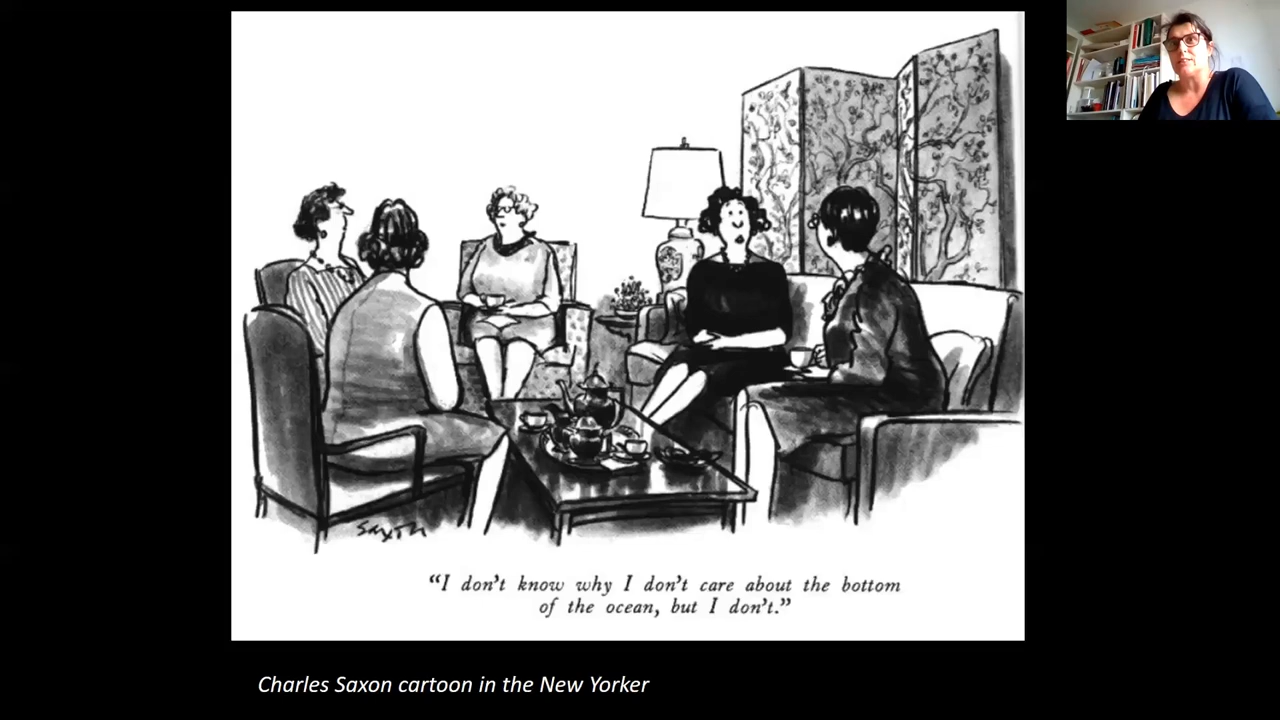 Saxon
“I don't know why I don't care about the bottom
of the ocean, but I don't.”
Charles Saxon cartoon in the New Yorker